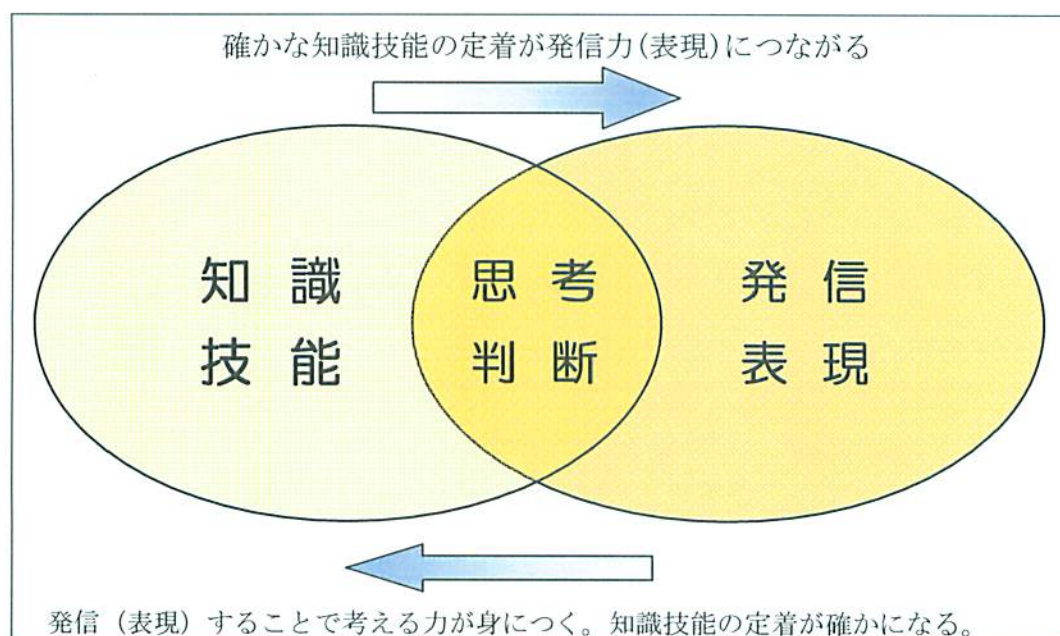 確かな知識技能の定着が発信力(表現)につながる
知識
技能
思考
判断
発信
表現
発信（表現）することで考える力が身につく。知識技能の定着が確かになる。